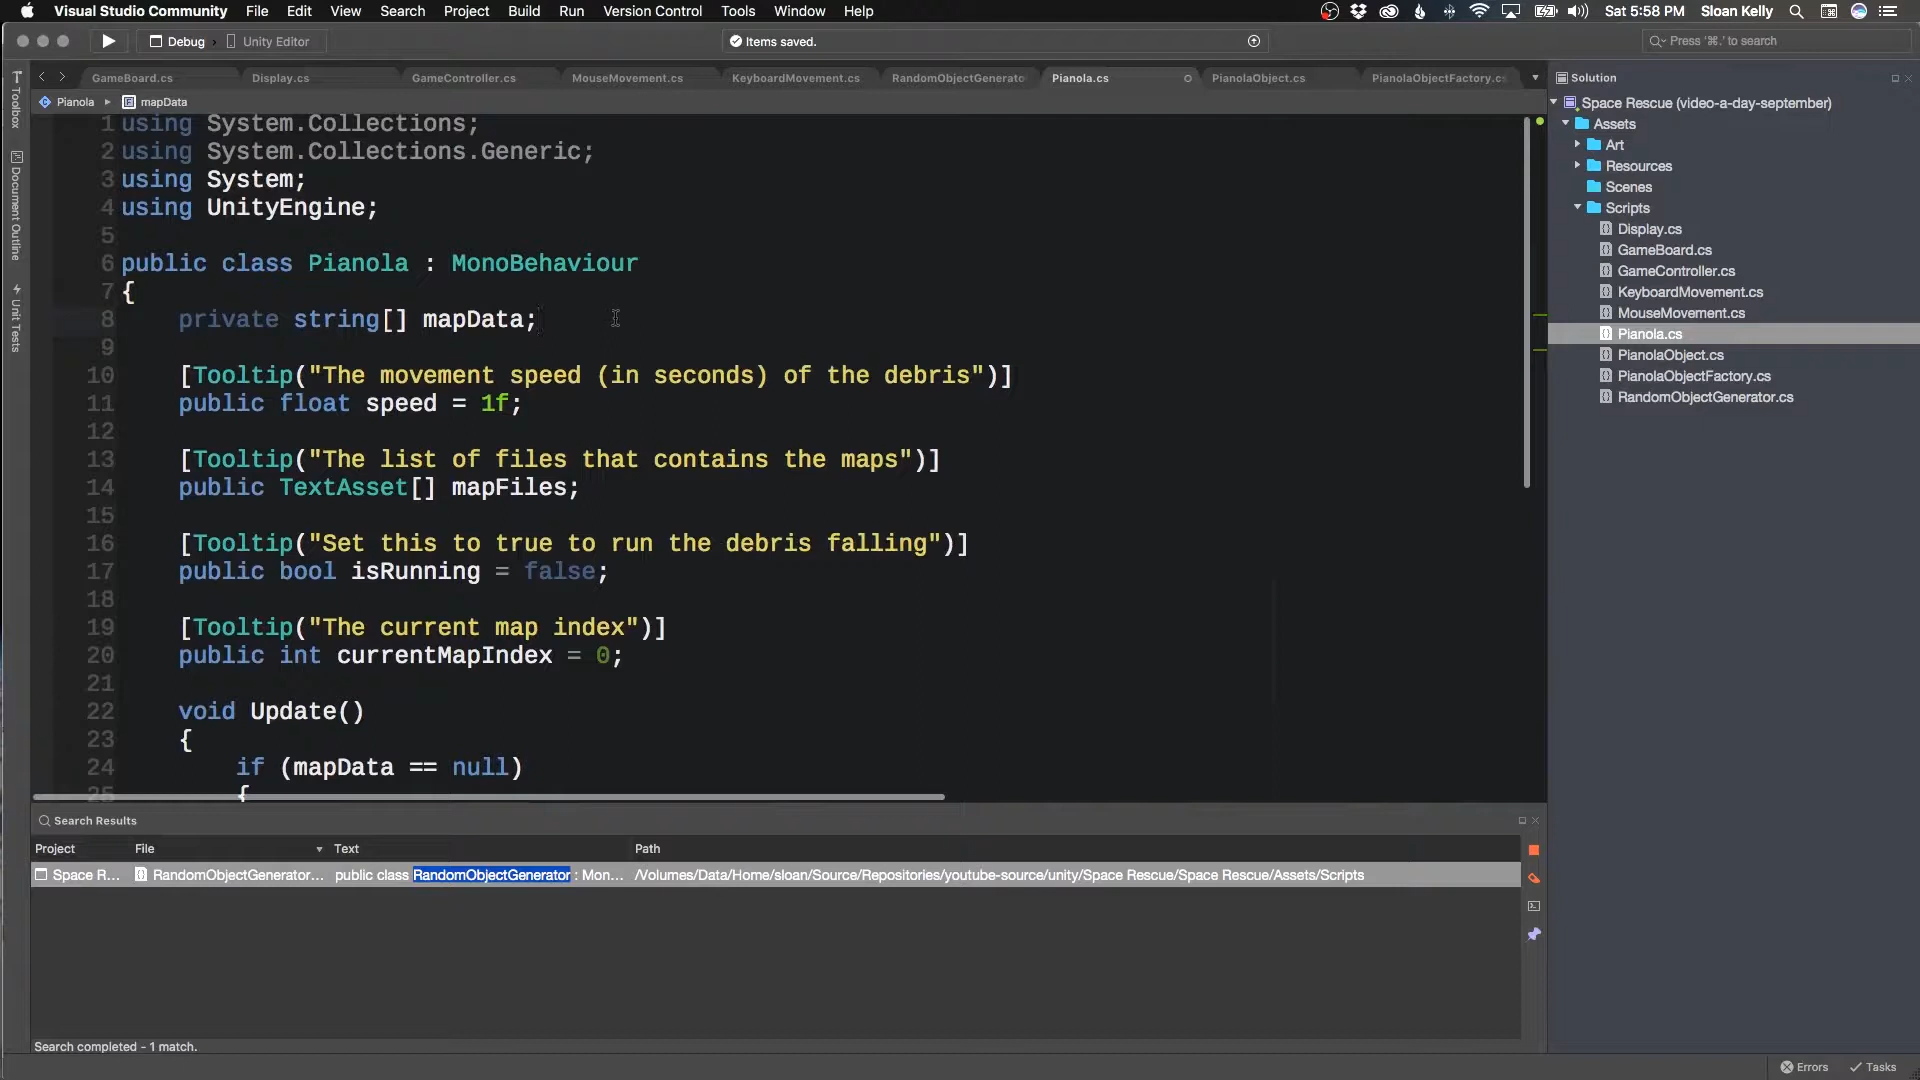 Visual Studio Community File Edit View Search Project Build Run Version Control Tools Window Help Sat 5:58 PM Sloan Kelly
Debug Unity Editor Items saved. Press '⌘.' to search
GameBoard.cs Display.cs GameController.cs MouseMovement.cs KeyboardMovement.cs RandomObjectGenerato Pianola.cs PianolaObject.cs PianolaObjectFactory.cs
Pianola mapData
Toolbox
Document Outline
Unit Tests
1 using System.Collections;
2 using System.Collections.Generic;
3 using System;
4 using UnityEngine;
5
6 public class Pianola : MonoBehaviour
7 {
8 private string[] mapData;
9
10 [Tooltip("The movement speed (in seconds) of the debris")]
11 public float speed = 1f;
12
13 [Tooltip("The list of files that contains the maps")]
14 public TextAsset[] mapFiles;
15
16 [Tooltip("Set this to true to run the debris falling")]
17 public bool isRunning = false;
18
19 [Tooltip("The current map index")]
20 public int currentMapIndex = 0;
21
22 void Update()
23 {
24 if (mapData == null)
25 {
Solution
Space Rescue (video-a-day-september)
Assets
Art
Resources
Scenes
Scripts
Display.cs
GameBoard.cs
GameController.cs
KeyboardMovement.cs
MouseMovement.cs
Pianola.cs
PianolaObject.cs
PianolaObjectFactory.cs
RandomObjectGenerator.cs
Search Results
Project File Text Path
Space R... RandomObjectGenerator... public class RandomObjectGenerator : Mon... /Volumes/Data/Home/sloan/Source/Repositories/youtube-source/unity/Space Rescue/Space Rescue/Assets/Scripts
Search completed - 1 match.
Errors Tasks